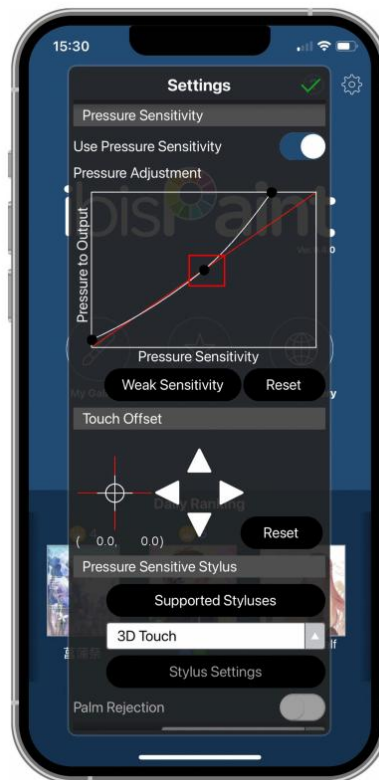 15:30
Settings
Pressure Sensitivity
Use Pressure Sensitivity
Pressure Adjustment
ibisPaint
Pressure to Output
Pressure Sensitivity
Weak Sensitivity
Reset
Touch Offset
Daily Ranking
( 0.0, 0.0)
Reset
Pressure Sensitive Stylus
Supported Styluses
3D Touch
Stylus Settings
Palm Rejection